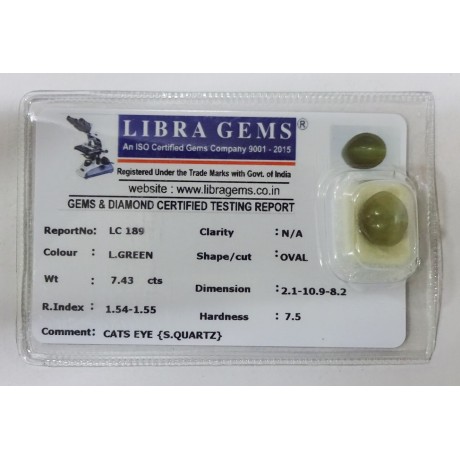 LIBRA GEMS ®
An ISO Certified Gems Company 9001 - 2015
Registered Under the Trade Marks with Govt. of India
website : www.libragems.co.in
GEMS & DIAMOND CERTIFIED TESTING REPORT
ReportNo: LC 189 Clarity : N/A
Colour : L.GREEN Shape/cut : OVAL
Wt : 7.43 cts
Dimension : 2.1-10.9-8.2
R.Index : 1.54-1.55
Hardness : 7.5
Comment: CATS EYE {S.QUARTZ}